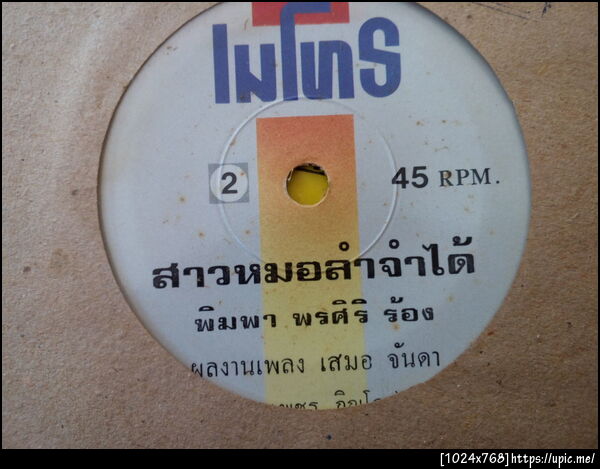 ไมโทร
2
45 RPM.
สาวหมอลำจำได้
พิมพา พรศิริ ร้อง
ผลงานเพลง เสมอ จันดา
[1024x768]https://upic.me/